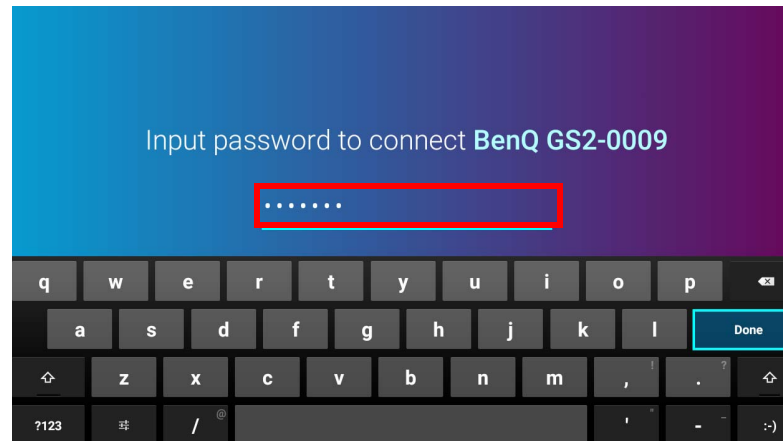 Input password to connect BenQ GS2-0009
•••••••
q w e r t y u i o p
a s d f g h j k l Done
z x c v b n m , ! . ?
?123 / @ ' " - _ :-)